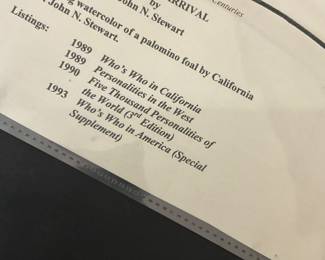 Centuries
RRIVAL
by
John N. Stewart
g watercolor of a palomino foal by California
John N. Stewart.
Listings:
1989 Who's Who in California
1989 Personalities in the West
1990 Five Thousand Personalities of
the World (3rd Edition)
1993 Who's Who in America (Special
Supplement)